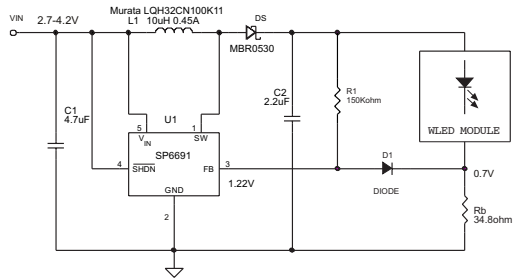 Murata LQH32CN100K11
VIN
2.7-4.2V
L1
10uH 0.45A
DS
MBR0530
C1
4.7uF
U1
C2
2.2uF
R1
150Kohm
WLED MODULE
5
1
VIN
SW
SP6691
4
SHDN
FB
3
1.22V
D1
DIODE
0.7V
GND
2
Rb
34.8ohm